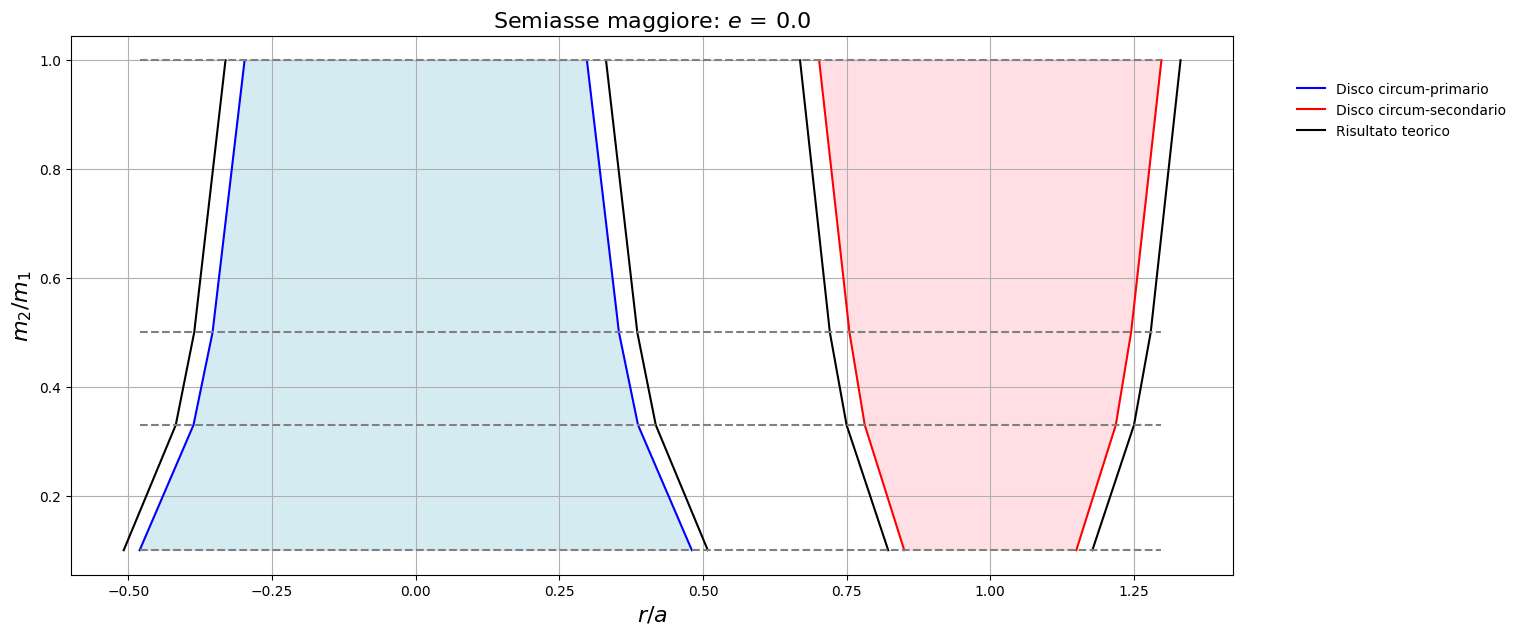 Semiasse maggiore: e = 0.0
m₂/m₁
1.0
0.8
0.6
0.4
0.2
−0.50 −0.25 0.00 0.25 0.50 0.75 1.00 1.25
r/a
Disco circum-primario
Disco circum-secondario
Risultato teorico